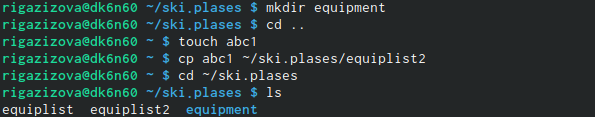 rigazizova@dk6n60 ~/ski.plases $ mkdir equipment
rigazizova@dk6n60 ~/ski.plases $ cd ..
rigazizova@dk6n60 ~ $ touch abc1
rigazizova@dk6n60 ~ $ cp abc1 ~/ski.plases/equiplist2
rigazizova@dk6n60 ~ $ cd ~/ski.plases
rigazizova@dk6n60 ~/ski.plases $ ls
equiplist  equiplist2  equipment